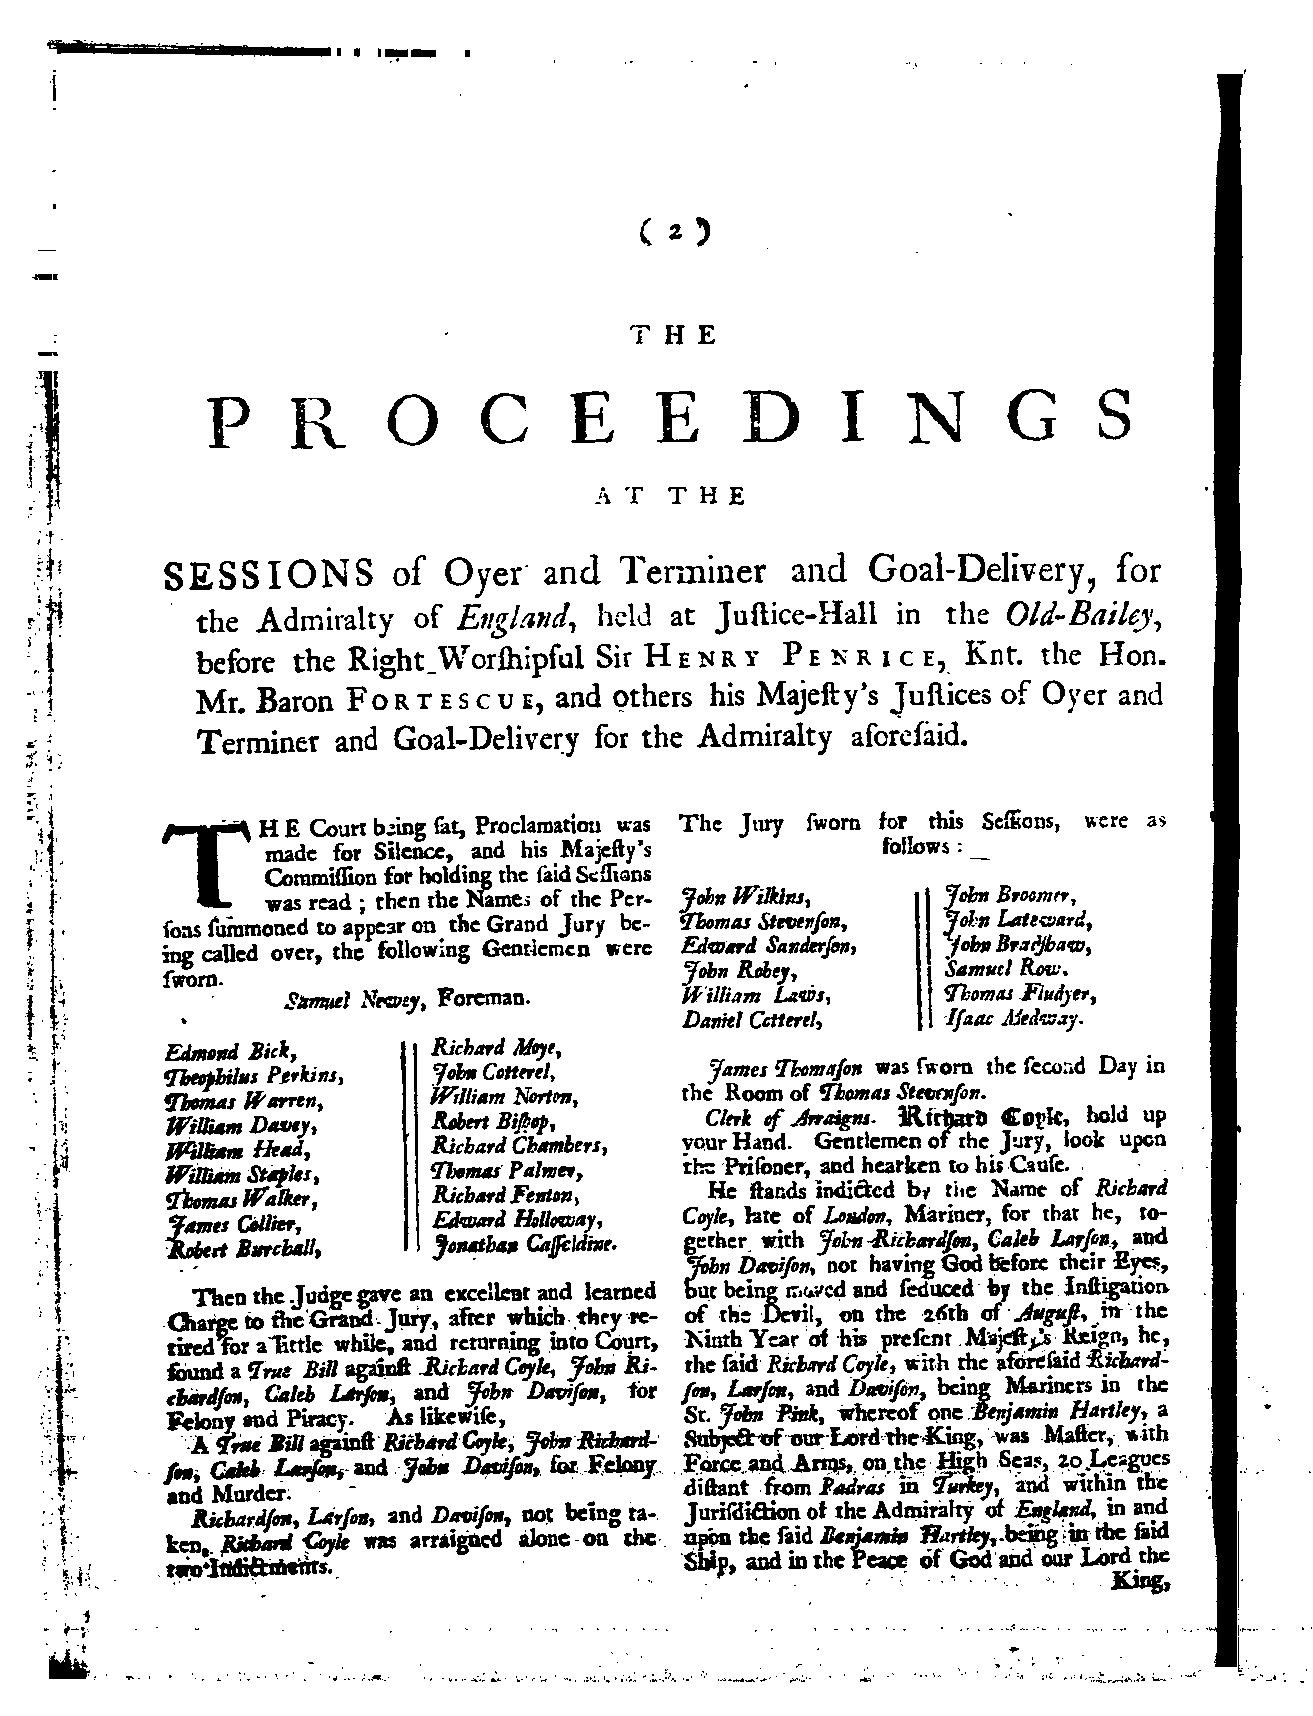 ( 2 )
THE
PROCEEDINGS
AT THE
SESSIONS of Oyer and Terminer and Goal-Delivery, for
the Admiralty of England, held at Juſtice-Hall in the Old-Bailey,
before the Right Worſhipful Sir HENRY PENRICE, Knt. the Hon.
Mr. Baron FORTESCUE, and others his Majeſty's Juſtices of Oyer and
Terminer and Goal-Delivery for the Admiralty aforeſaid.
THE Court being ſat, Proclamation was
made for Silence, and his Majeſty's
Commiſſion for holding the ſaid Seſſions
was read ; then the Names of the Per-
ſons ſummoned to appear on the Grand Jury be-
ing called over, the following Gentlemen were
ſworn.
Samuel Newey, Foreman.
Edmond Bick,
Theophilus Perkins,
Thomas Warren,
William Davey,
William Head,
William Staples,
Thomas Walker,
James Collier,
Robert Burchall,
Richard Moye,
John Cotterel,
William Norton,
Robert Biſhop,
Richard Chambers,
Thomas Palmer,
Richard Fenton,
Edward Holloway,
Jonathan Caſſeldine.
Then the Judge gave an excellent and learned
Charge to the Grand Jury, after which they re-
tired for a little while, and returning into Court,
found a True Bill againſt Richard Coyle, John Ri-
chardſon, Caleb Larſon, and John Daviſon, for
Felony and Piracy. As likewiſe,
A True Bill againſt Richard Coyle, John Richard-
ſon, Caleb Larſon, and John Daviſon, for Felony
and Murder.
Richardſon, Larſon, and Daviſon, not being ta-
ken, Richard Coyle was arraigned alone on the
two Indictments.
The Jury ſworn for this Seſſions, were as
follows :
John Wilkins,
Thomas Stevenſon,
Edward Sanderſon,
John Robey,
William Laws,
Daniel Cotterel,
John Broomer,
John Lateward,
John Bradſhaw,
Samuel Row.
Thomas Fludyer,
Iſaac Medway.
James Thomaſon was ſworn the ſecond Day in
the Room of Thomas Stevenſon.
Clerk of Arraigns. Richard Coyle, hold up
your Hand. Gentlemen of the Jury, look upon
the Priſoner, and hearken to his Cauſe.
He ſtands indicted by the Name of Richard
Coyle, late of London, Mariner, for that he, to-
gether with John Richardſon, Caleb Larſon, and
John Daviſon, not having God before their Eyes,
but being moved and ſeduced by the Inſtigation
of the Devil, on the 26th of Auguſt, in the
Ninth Year of his preſent Majeſty's Reign, he,
the ſaid Richard Coyle, with the aforeſaid Richard-
ſon, Larſon, and Daviſon, being Mariners in the
St. John Pink, whereof one Benjamin Hartley, a
Subject of our Lord the King, was Maſter, with
Force and Arms, on the High Seas, 20 Leagues
diſtant from Padras in Turkey, and within the
Juriſdiction of the Admiralty of England, in and
upon the ſaid Benjamin Hartley, being in the ſaid
Ship, and in the Peace of God and our Lord the
King,